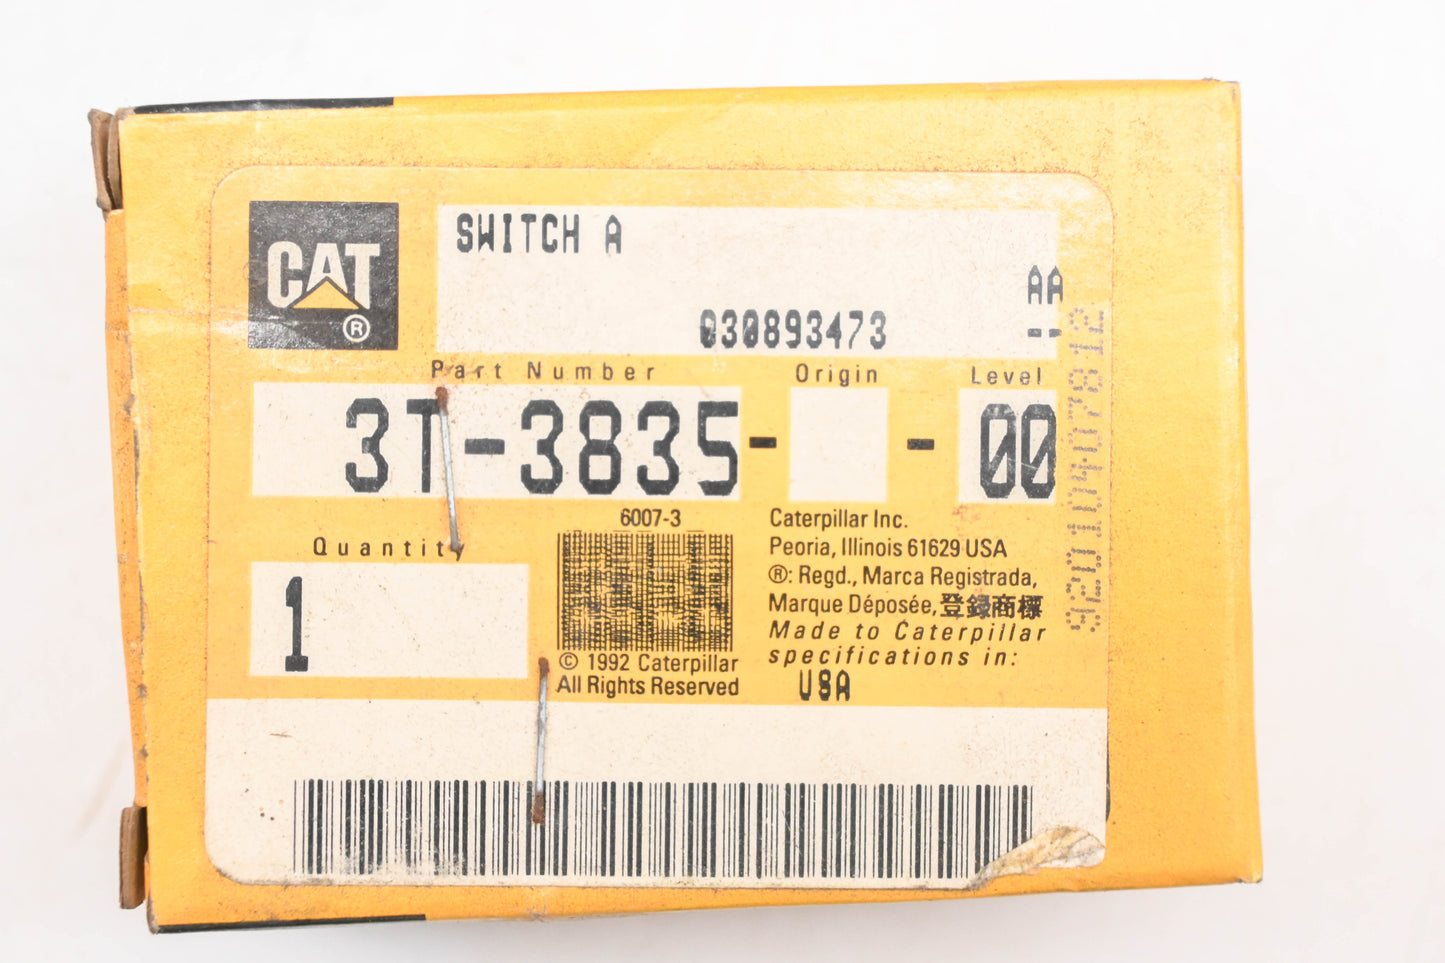 CAT
®
SWITCH A
AA
030893473
--
Part Number
Origin
Level
3T-3835-
-
00
Quantity
1
6007-3
© 1992 Caterpillar
All Rights Reserved
Caterpillar Inc.
Peoria, Illinois 61629 USA
®: Regd., Marca Registrada,
Marque Déposée, 登録商標
Made to Caterpillar
specifications in:
USA
92010407812